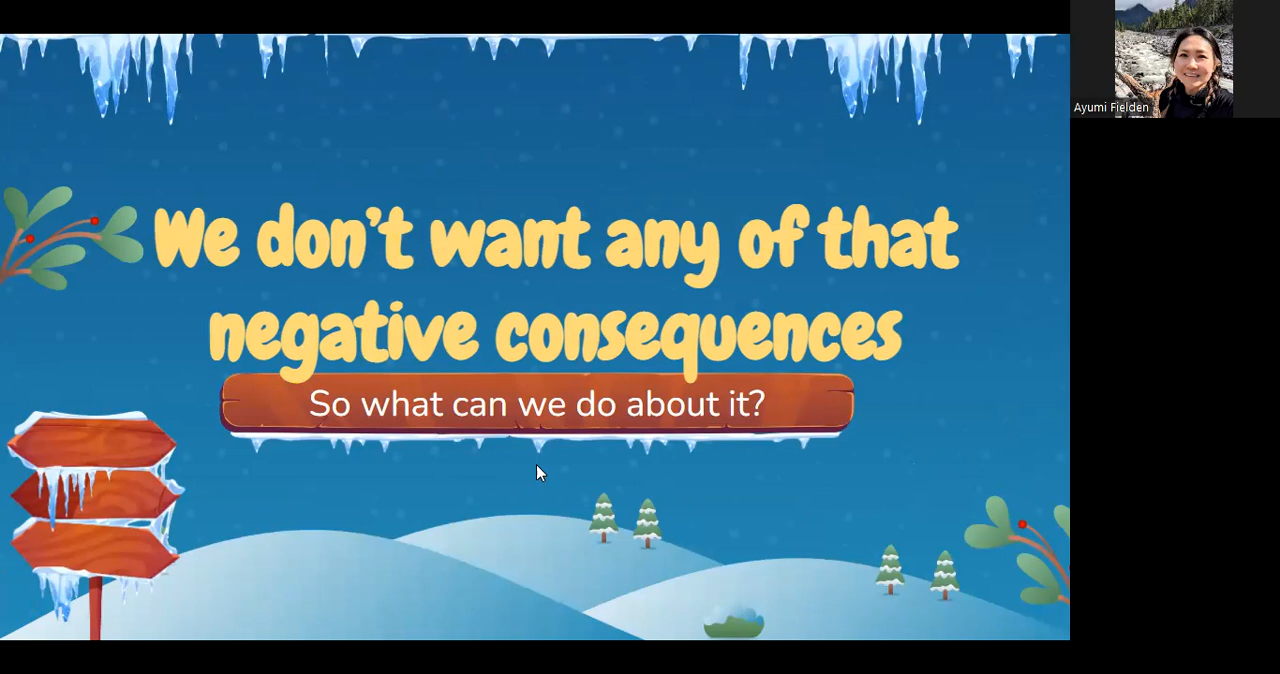 We don't want any of that
negative consequences
So what can we do about it?
Ayumi Fielden